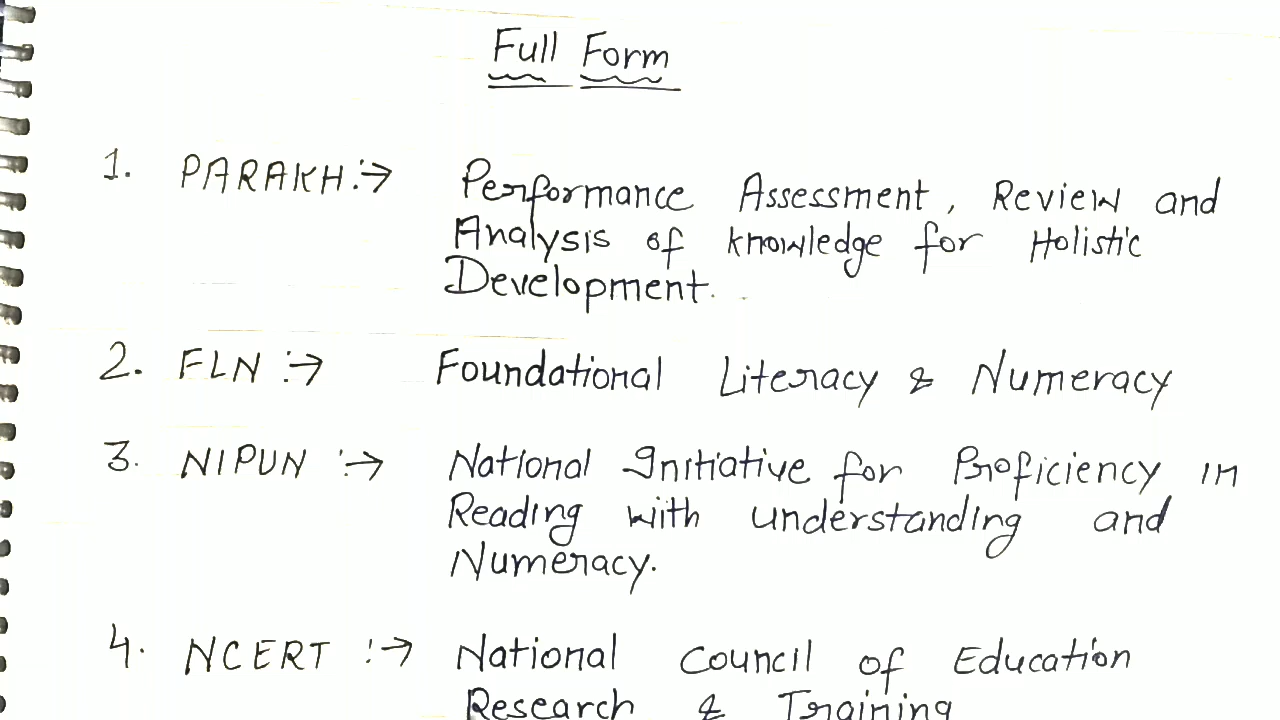 Full Form
1. PARAKH :→ Performance Assessment, Review and
Analysis of knowledge for Holistic
Development.
2. FLN :→ Foundational Literacy & Numeracy
3. NIPUN :→ National Initiative for Proficiency in
Reading with understanding and
Numeracy.
4. NCERT :→ National Council of Education
Research & Training